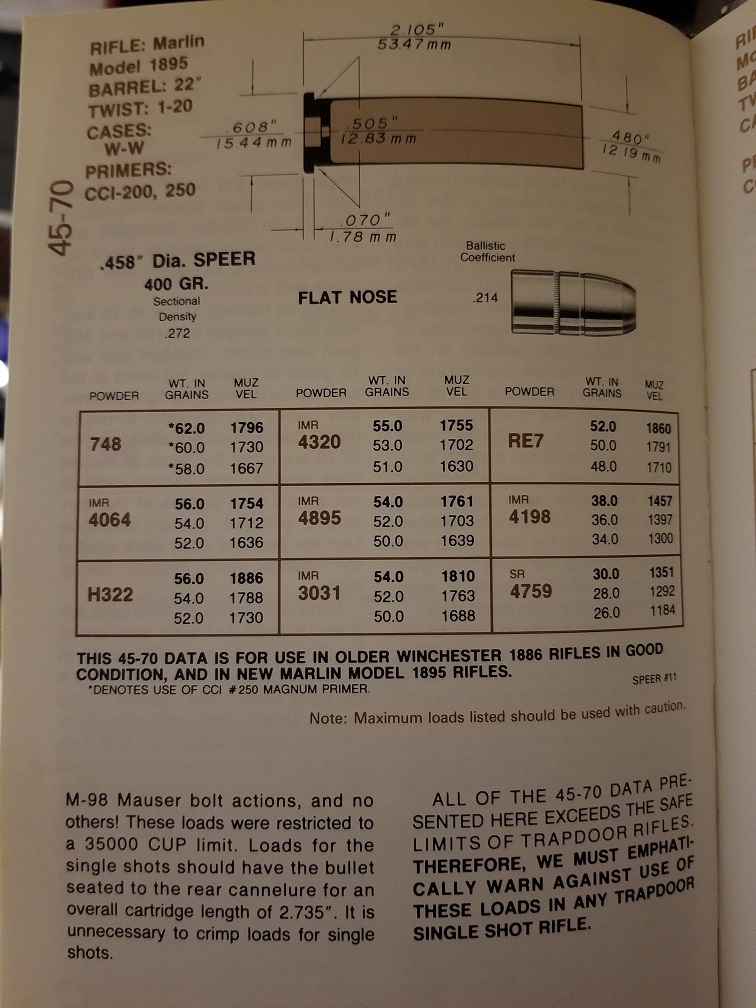 RIFLE: Marlin
Model 1895
BARREL: 22"
TWIST: 1-20
CASES:
W-W
PRIMERS:
CCI-200, 250
45-70
2.105"
53.47 mm
.608"
15.44 mm
.505"
12.83 mm
.480"
12.19 mm
.070"
1.78 mm
.458" Dia. SPEER
400 GR.
Sectional
Density
.272
FLAT NOSE
Ballistic
Coefficient
.214
POWDER WT. IN GRAINS MUZ VEL POWDER WT. IN GRAINS MUZ VEL POWDER WT. IN GRAINS MUZ VEL
748
*62.0 1796
*60.0 1730
*58.0 1667
IMR
4320
55.0 1755
53.0 1702
51.0 1630
RE7
52.0 1860
50.0 1791
48.0 1710
IMR
4064
56.0 1754
54.0 1712
52.0 1636
IMR
4895
54.0 1761
52.0 1703
50.0 1639
IMR
4198
38.0 1457
36.0 1397
34.0 1300
H322
56.0 1886
54.0 1788
52.0 1730
IMR
3031
54.0 1810
52.0 1763
50.0 1688
SR
4759
30.0 1351
28.0 1292
26.0 1184
THIS 45-70 DATA IS FOR USE IN OLDER WINCHESTER 1886 RIFLES IN GOOD
CONDITION, AND IN NEW MARLIN MODEL 1895 RIFLES.
*DENOTES USE OF CCI #250 MAGNUM PRIMER.
SPEER #11
Note: Maximum loads listed should be used with caution.
M-98 Mauser bolt actions, and no
others! These loads were restricted to
a 35000 CUP limit. Loads for the
single shots should have the bullet
seated to the rear cannelure for an
overall cartridge length of 2.735". It is
unnecessary to crimp loads for single
shots.
ALL OF THE 45-70 DATA PRE-
SENTED HERE EXCEEDS THE SAFE
LIMITS OF TRAPDOOR RIFLES.
THEREFORE, WE MUST EMPHATI-
CALLY WARN AGAINST USE OF
THESE LOADS IN ANY TRAPDOOR
SINGLE SHOT RIFLE.